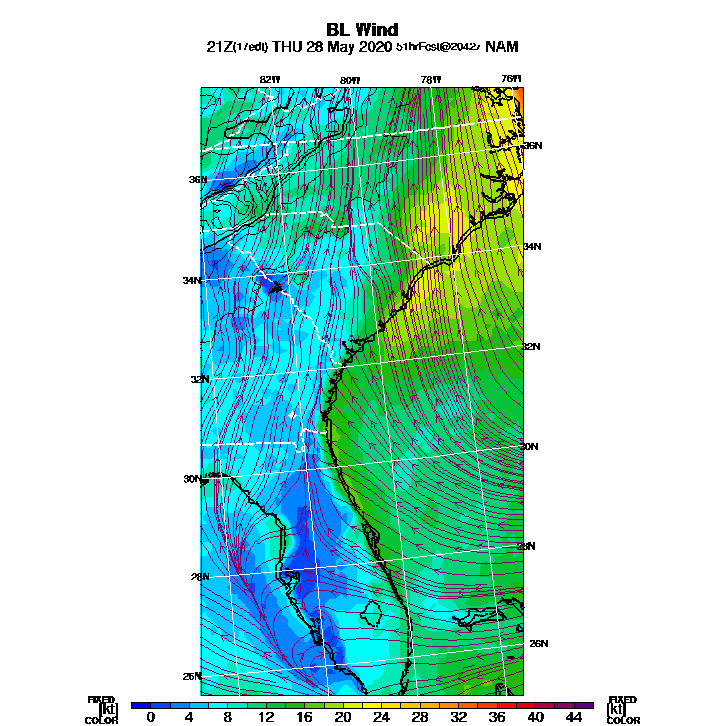 BL Wind
21Z(17edt) THU 28 May 2020 51hrFcst@2042z NAM
82W 80W 78W 76W
36N 36N
34N 34N
32N 32N
30N 30N
28N 28N
26N 26N
FIXED [kt] COLOR 0 4 8 12 16 20 24 28 32 36 40 44 FIXED [kt] COLOR